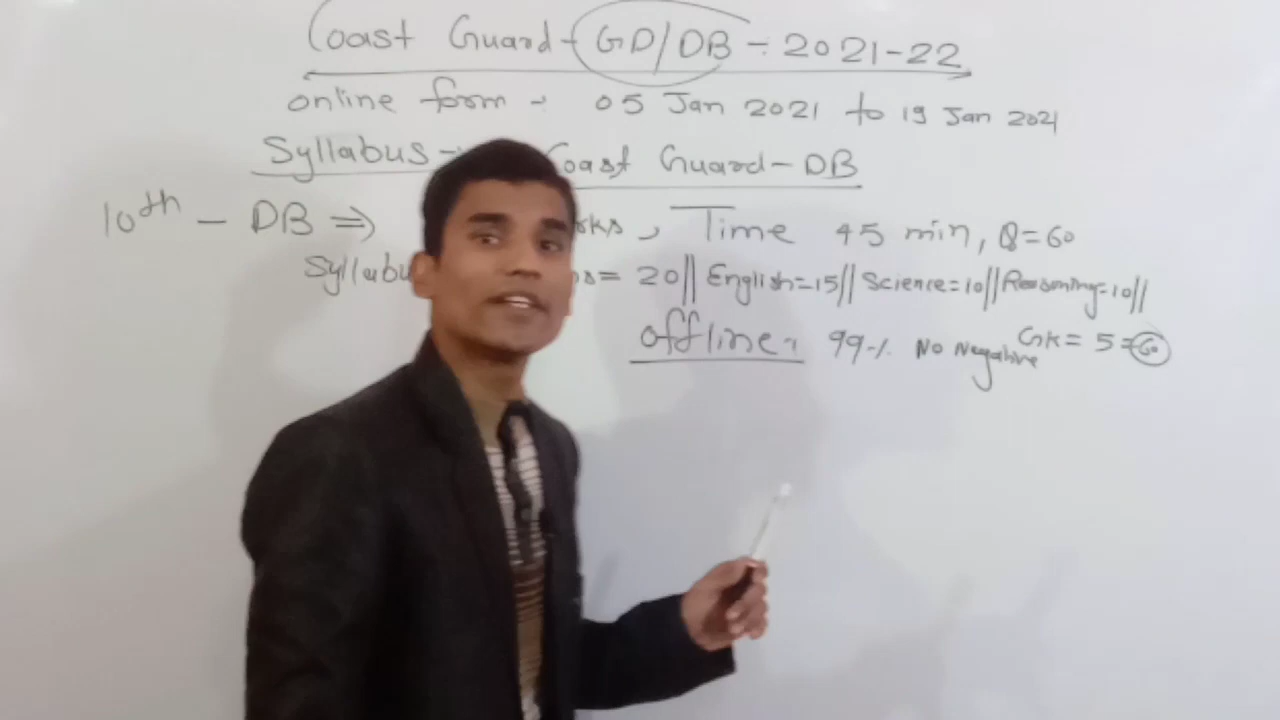 Coast Guard - GD/DB - 2021-22
online form - 05 Jan 2021 to 19 Jan 2021
Syllabus - Coast Guard - DB
10th - DB ⇒ , Time 45 min, Q=60
= 20 || English=15 || Science=10 || Reasoning=10 ||
GK = 5 = 60
offline - 99% No Negative